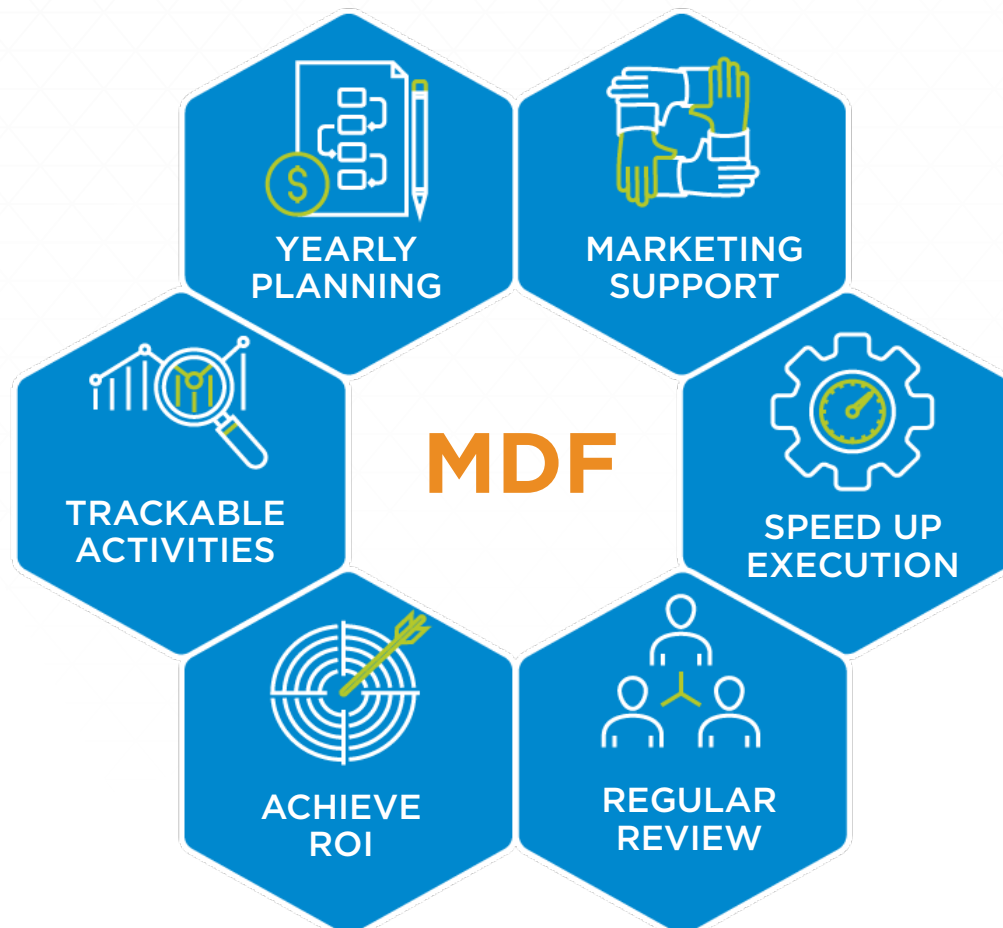 YEARLY
PLANNING
MARKETING
SUPPORT
TRACKABLE
ACTIVITIES
MDF
SPEED UP
EXECUTION
ACHIEVE
ROI
REGULAR
REVIEW